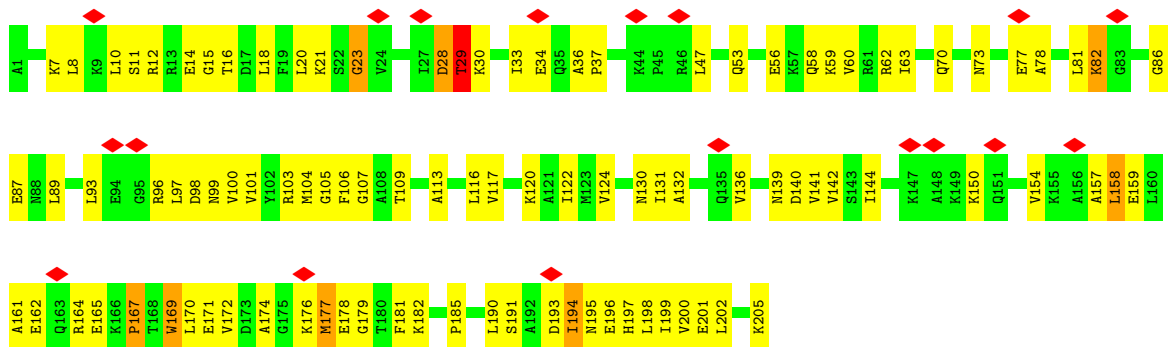 A1 K7 L8 K9 L10 S11 R12 R13 E14 G15 T16 D17 L18 F19 L20 K21 S22 G23 V24 I27 D28 T29 K30 I33 E34 Q35 A36 P37 K44 P45 R46 L47 Q53 E56 K57 Q58 K59 V60 R61 R62 I63 Q70 N73 E77 A78 L81 K82 G83 G86
E87 N88 L89 L93 E94 G95 R96 L97 D98 N99 V100 V101 Y102 R103 M104 G105 F106 G107 A108 T109 A113 L116 V117 K120 A121 I122 M123 V124 N130 I131 A132 Q135 V136 N139 D140 V141 V142 S143 I144 K147 A148 K149 K150 Q151 V154 K155 A156 A157 L158 E159 L160
A161 E162 Q163 R164 E165 K166 P167 T168 W169 L170 E171 V172 D173 A174 G175 K176 M177 E178 G179 T180 F181 K182 P185 L190 S191 A192 D193 I194 N195 E196 H197 L198 I199 V200 E201 L202 K205